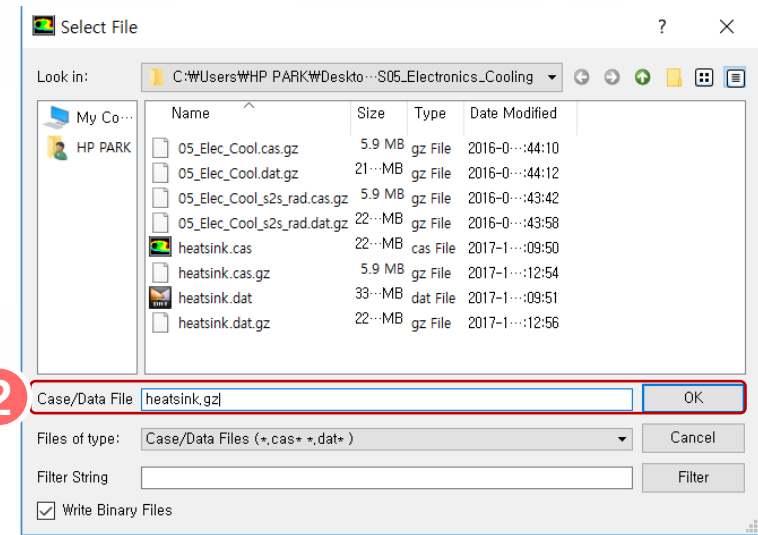 Select File
?
Look in:
C:₩Users₩HP PARK₩Deskto⋯S05_Electronics_Cooling
My Co⋯
HP PARK
Name Size Type Date Modified
05_Elec_Cool.cas.gz 5.9 MB gz File 2016-0⋯:44:10
05_Elec_Cool.dat.gz 21⋯MB gz File 2016-0⋯:44:12
05_Elec_Cool_s2s_rad.cas.gz 5.9 MB gz File 2016-0⋯:43:42
05_Elec_Cool_s2s_rad.dat.gz 22⋯MB gz File 2016-0⋯:43:58
heatsink.cas 22⋯MB cas File 2017-1⋯:09:50
heatsink.cas.gz 5.9 MB gz File 2017-1⋯:12:54
DAT
heatsink.dat 33⋯MB dat File 2017-1⋯:09:51
heatsink.dat.gz 22⋯MB gz File 2017-1⋯:12:56
2
Case/Data File heatsink,gz OK
Files of type: Case/Data Files (*,cas* *,dat* ) Cancel
Filter String Filter
Write Binary Files